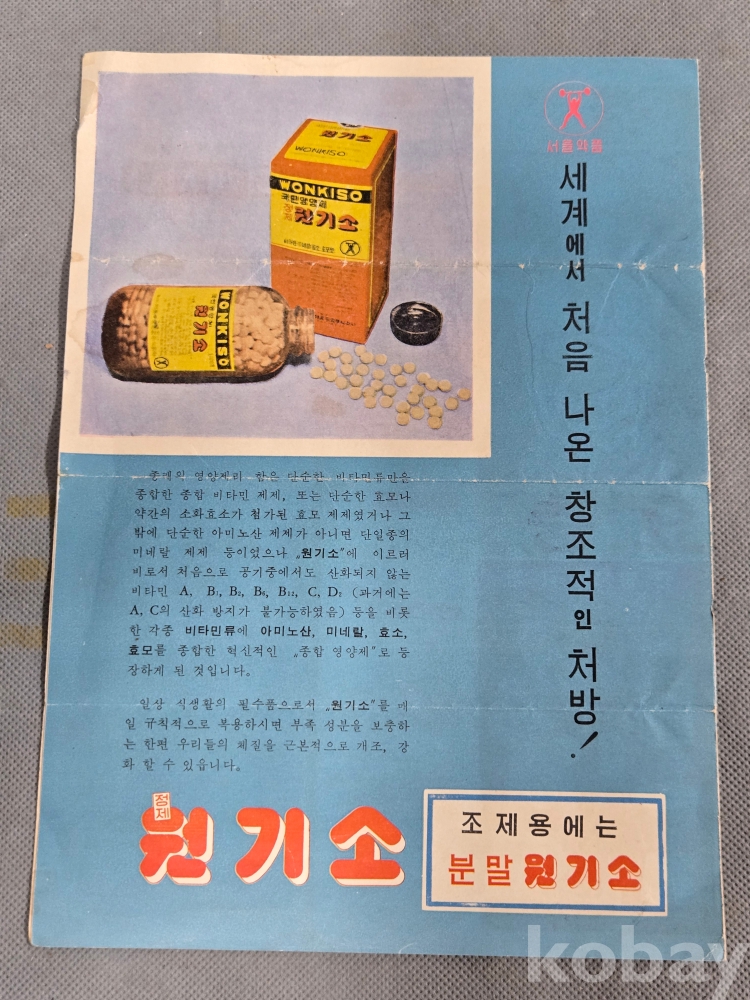 서울약품
세계에서 처음 나온 창조적인 처방!
원기소
WONKISO
WONKISO
국민영양제
정제 원기소
WONKISO
원기소
종래의 영양제라 함은 단순한 비타민류만을
종합한 종합 비타민 제제, 또는 단순한 효모나
약간의 소화효소가 첨가된 효모 제제였거나 그
밖에 단순한 아미노산 제제가 아니면 단일종의
미네랄 제제 등이었으나 „원기소"에 이르러
비로서 처음으로 공기중에서도 산화되지 않는
비타민 A, B₁, B₂, B₆, B₁₂, C, D₂ (과거에는
A, C의 산화 방지가 불가능하였음) 등을 비롯
한 각종 비타민류에 아미노산, 미네랄, 효소,
효모를 종합한 혁신적인 „종합 영양제"로 등
장하게 된 것입니다.
일상 식생활의 필수품으로서 „원기소"를 매
일 규칙적으로 복용하시면 부족 성분을 보충하
는 한편 우리들의 체질을 근본적으로 개조, 강
화 할 수 있읍니다.
정제
원기소
조제용에는
분말 원기소
kobay